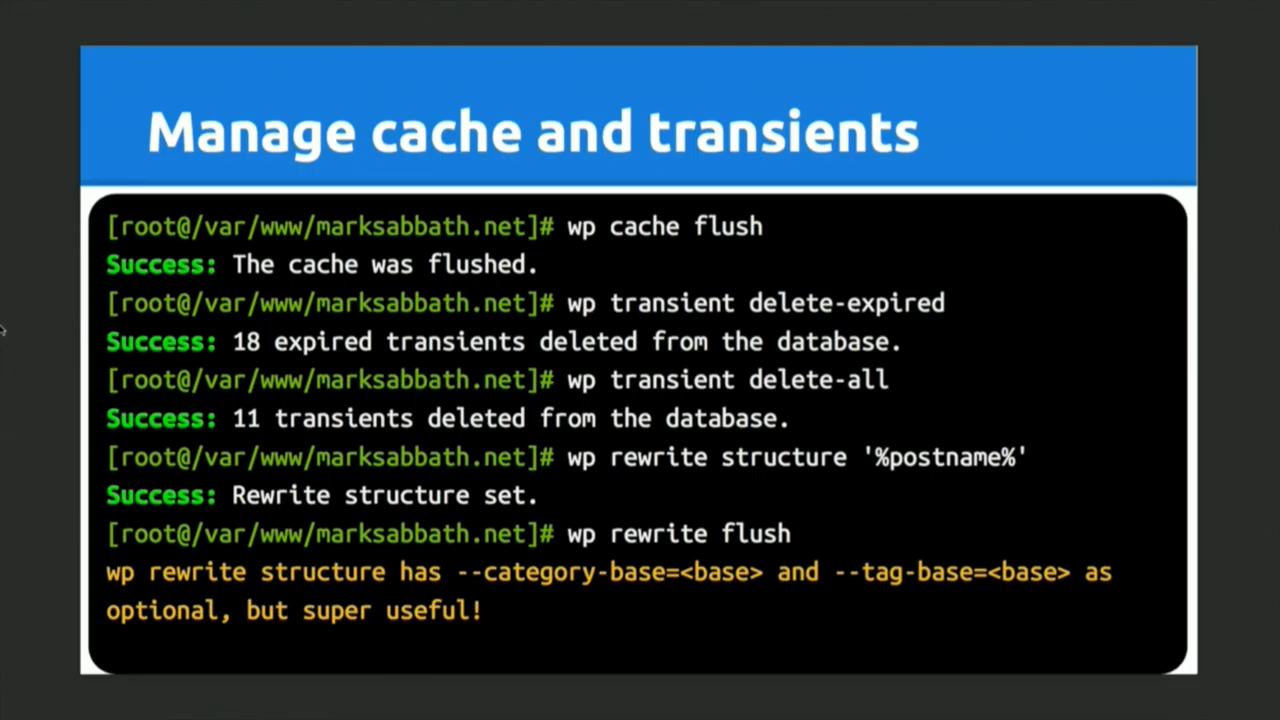 Manage cache and transients
[root@/var/www/marksabbath.net]# wp cache flush
Success: The cache was flushed.
[root@/var/www/marksabbath.net]# wp transient delete-expired
Success: 18 expired transients deleted from the database.
[root@/var/www/marksabbath.net]# wp transient delete-all
Success: 11 transients deleted from the database.
[root@/var/www/marksabbath.net]# wp rewrite structure '%postname%'
Success: Rewrite structure set.
[root@/var/www/marksabbath.net]# wp rewrite flush
wp rewrite structure has --category-base=<base> and --tag-base=<base> as
optional, but super useful!